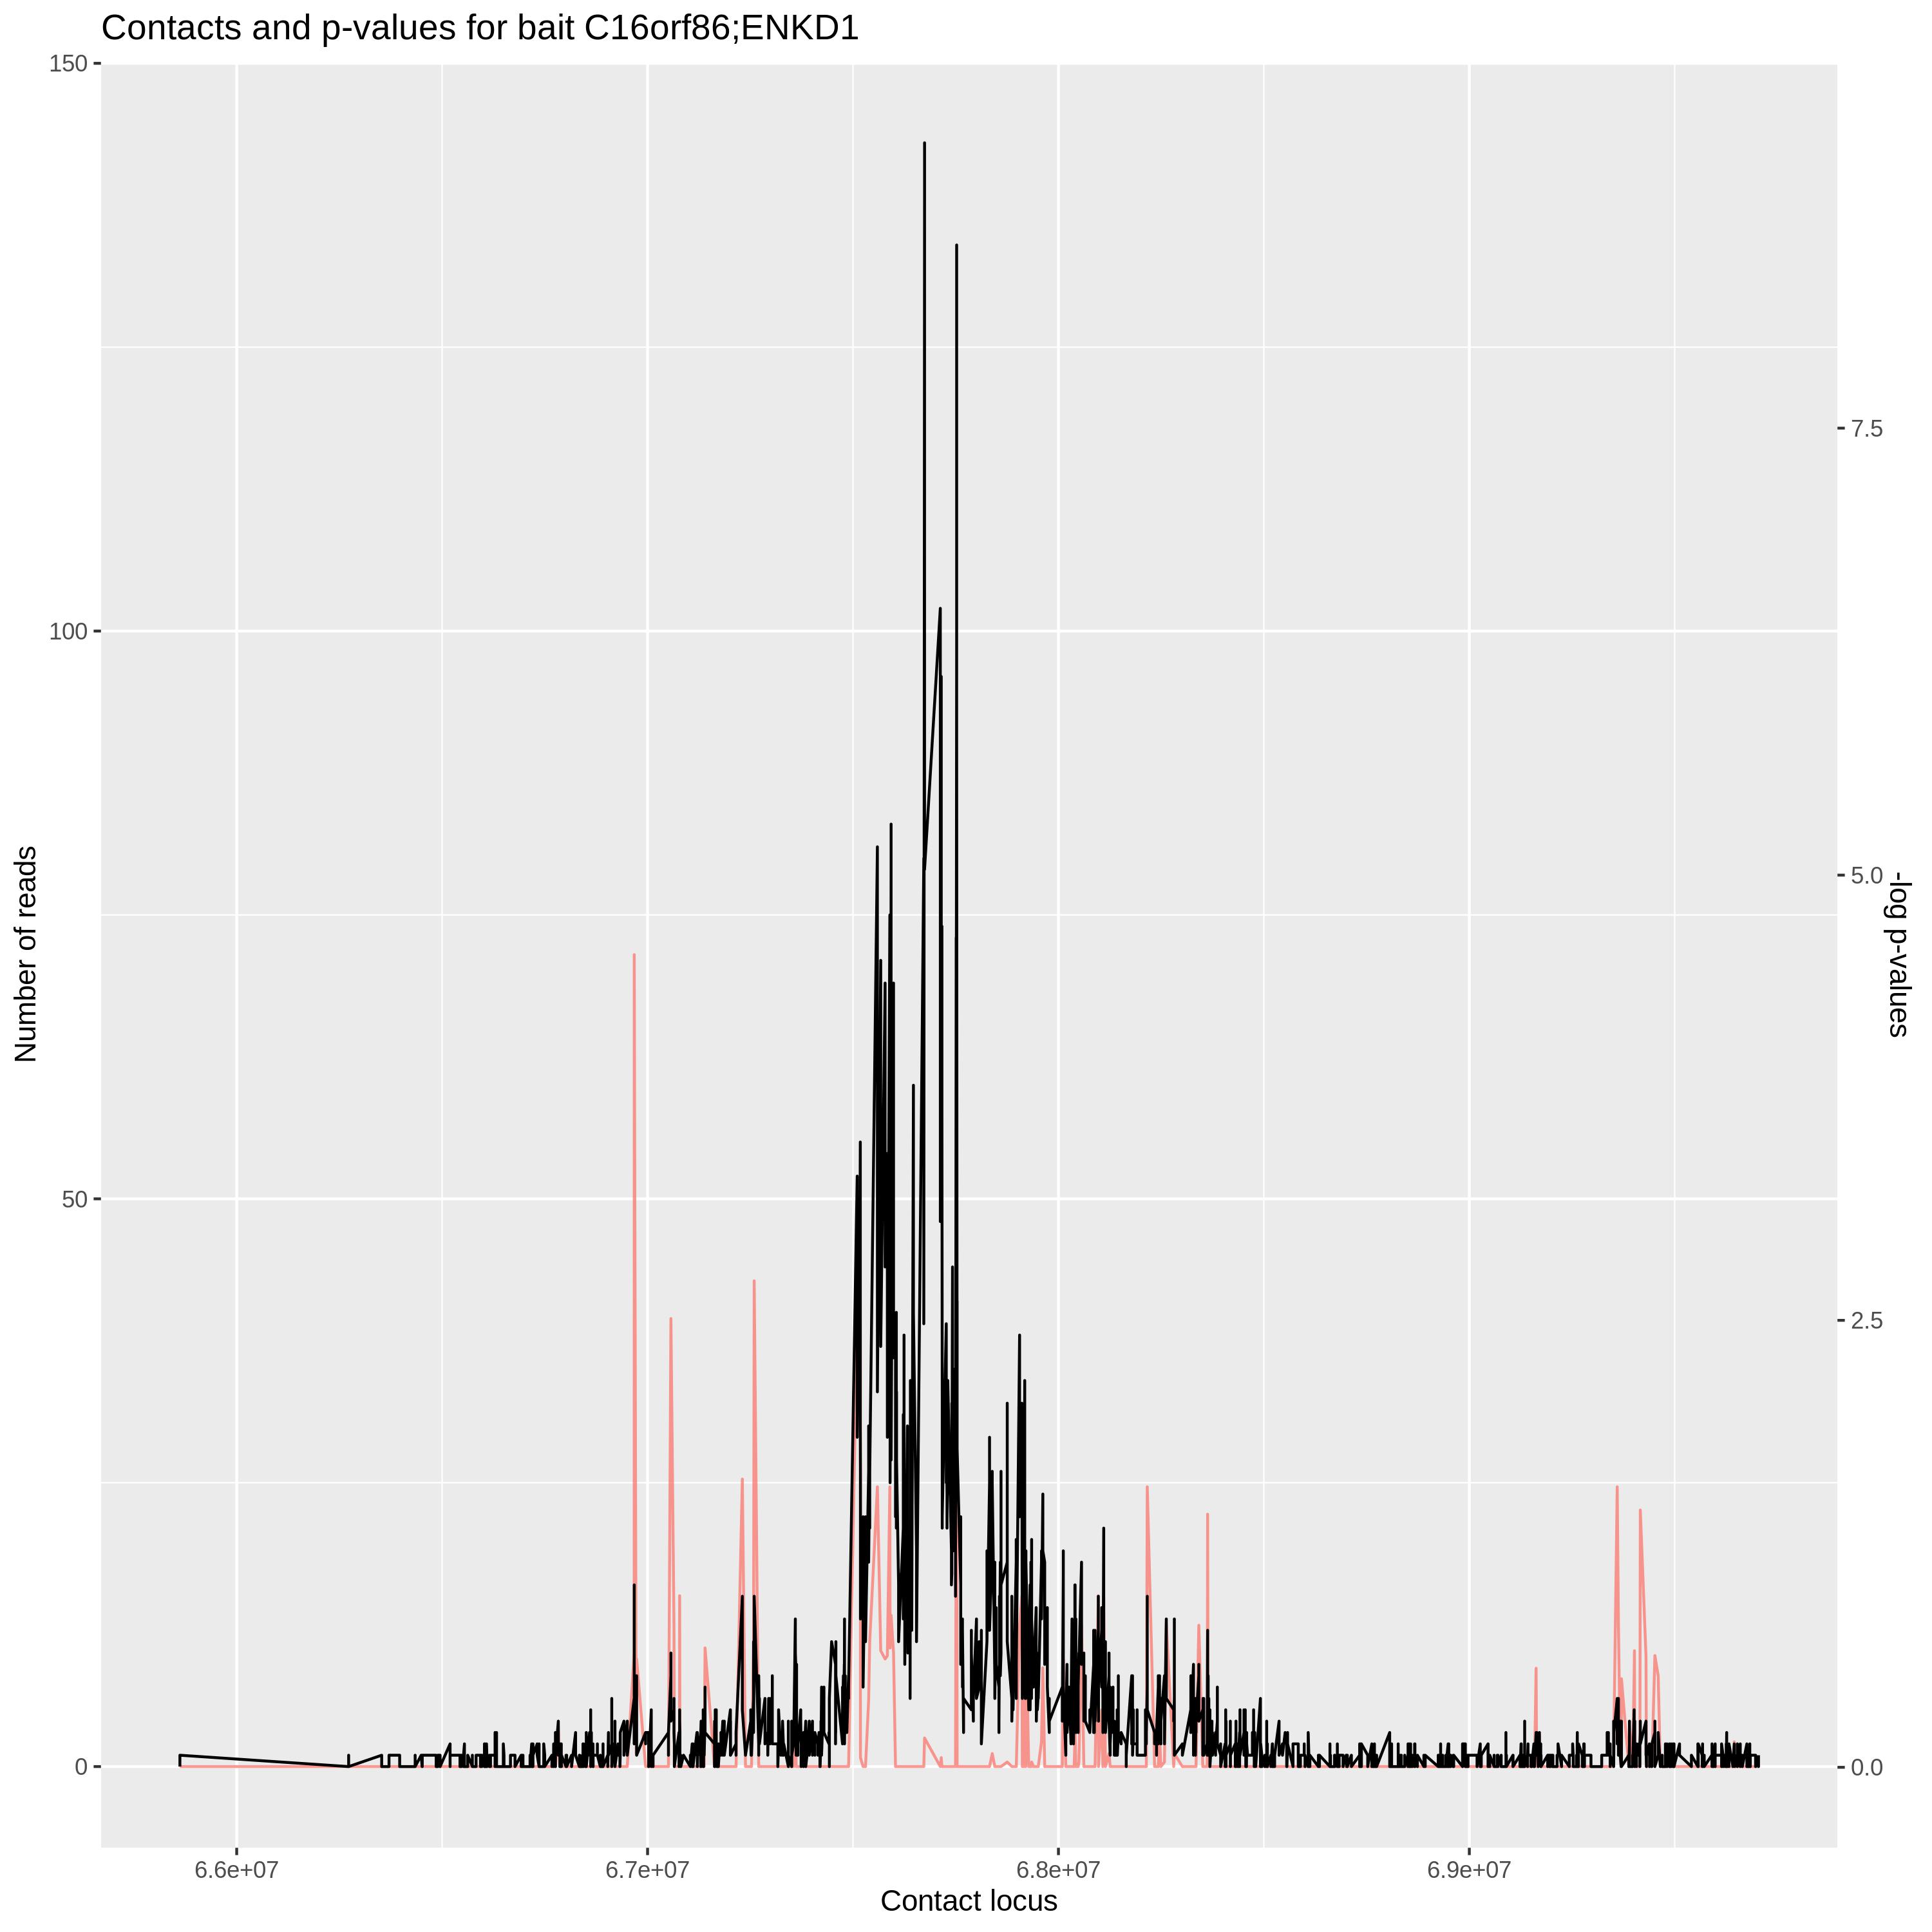 Contacts and p-values for bait C16orf86;ENKD1
150
100
50
0
Number of reads
7.5
5.0
2.5
0.0
-log p-values
6.6e+07 6.7e+07 6.8e+07 6.9e+07
Contact locus